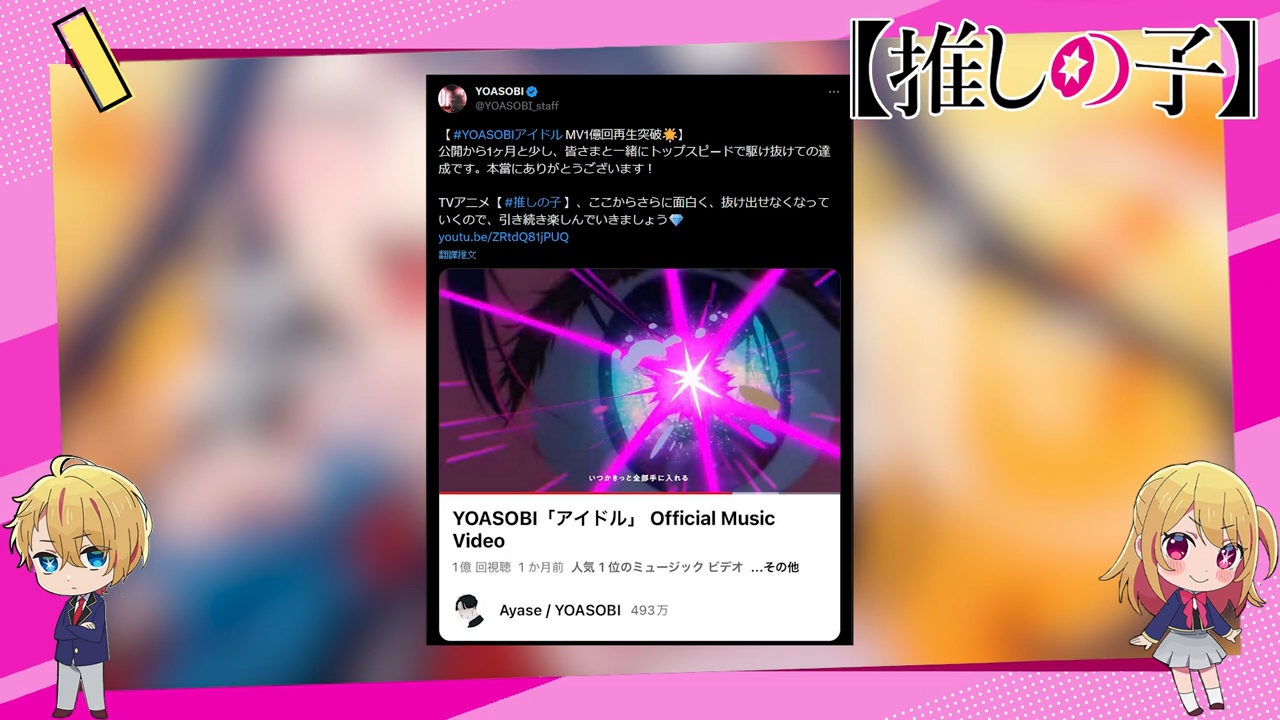 【推しの子】
YOASOBI
@YOASOBI_staff
【 #YOASOBIアイドル MV1億回再生突破🌟】
公開から1ヶ月と少し、皆さまと一緒にトップスピードで駆け抜けての達
成です。本當にありがとうございます！
TVアニメ【 #推しの子 】、ここからさらに面白く、抜け出せなくなって
いくので、引き続き楽しんでいきましょう💎
youtu.be/ZRtdQ81jPUQ
翻譯推文
いつかきっと全部手に入れる
YOASOBI「アイドル」 Official Music
Video
1億 回視聴 1 か月前 人気 1 位のミュージック ビデオ ...その他
Ayase / YOASOBI 493万